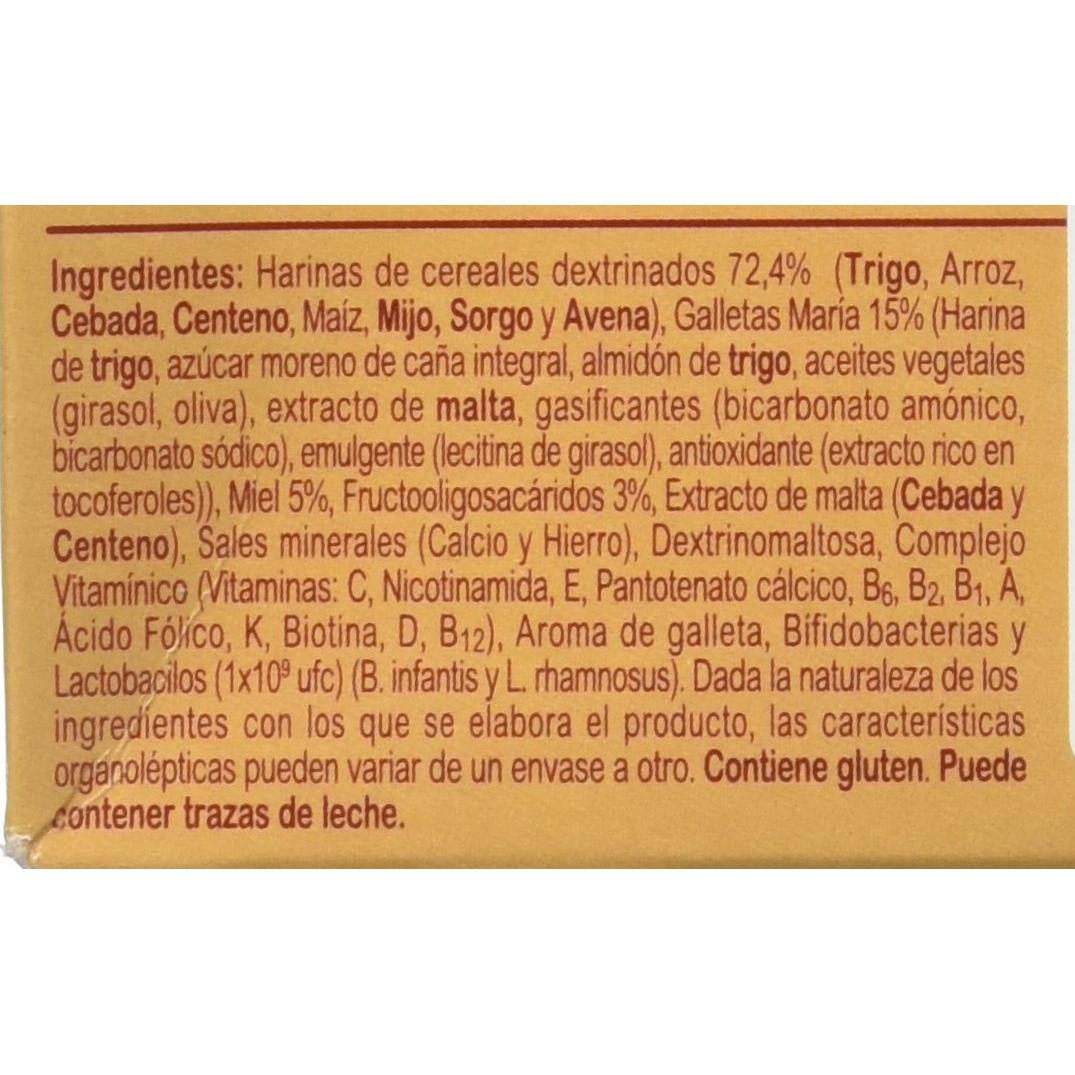 Ingredientes: Harinas de cereales dextrinados 72,4% (Trigo, Arroz,
Cebada, Centeno, Maíz, Mijo, Sorgo y Avena), Galletas María 15% (Harina
de trigo, azúcar moreno de caña integral, almidón de trigo, aceites vegetales
(girasol, oliva), extracto de malta, gasificantes (bicarbonato amónico,
bicarbonato sódico), emulgente (lecitina de girasol), antioxidante (extracto rico en
tocoferoles)), Miel 5%, Fructooligosacáridos 3%, Extracto de malta (Cebada y
Centeno), Sales minerales (Calcio y Hierro), Dextrinomaltosa, Complejo
Vitamínico (Vitaminas: C, Nicotinamida, E, Pantotenato cálcico, B6, B2, B1, A,
Ácido Fólico, K, Biotina, D, B12), Aroma de galleta, Bifidobacterias y
Lactobacilos (1x10⁹ ufc) (B. infantis y L. rhamnosus). Dada la naturaleza de los
ingredientes con los que se elabora el producto, las características
organolépticas pueden variar de un envase a otro. Contiene gluten. Puede
contener trazas de leche.